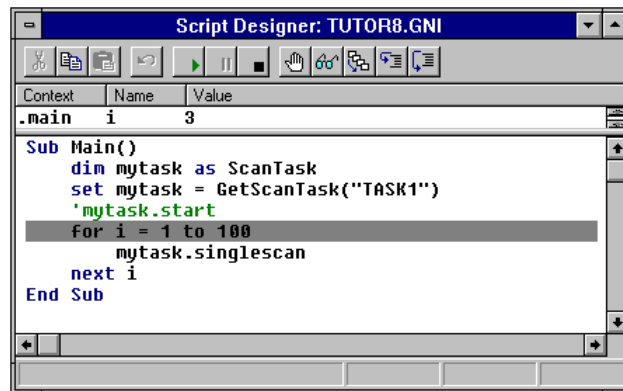 Script Designer: TUTOR8.GNI
Context Name Value
.main i 3
Sub Main()
dim mytask as ScanTask
set mytask = GetScanTask("TASK1")
'mytask.start
for i = 1 to 100
mytask.singlescan
next i
End Sub